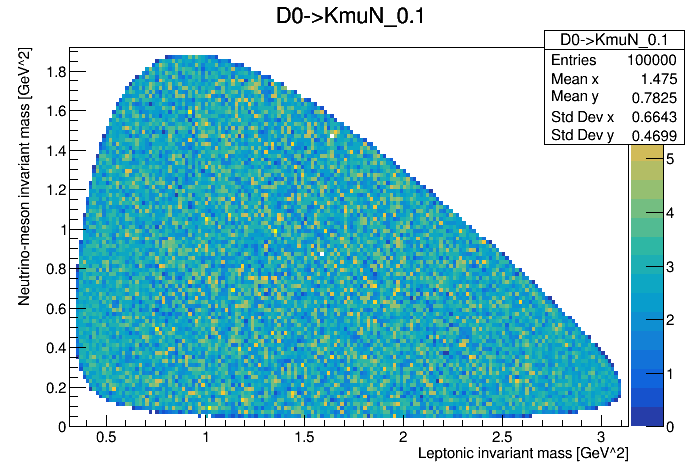 D0->KmuN_0.1
D0->KmuN_0.1
Entries 100000
Mean x 1.475
Mean y 0.7825
Std Dev x 0.6643
Std Dev y 0.4699
Neutrino-meson invariant mass [GeV^2]
1.8
1.6
1.4
1.2
1
0.8
0.6
0.4
0.2
0
0.5 1 1.5 2 2.5 3
Leptonic invariant mass [GeV^2]
5
4
3
2
1
0